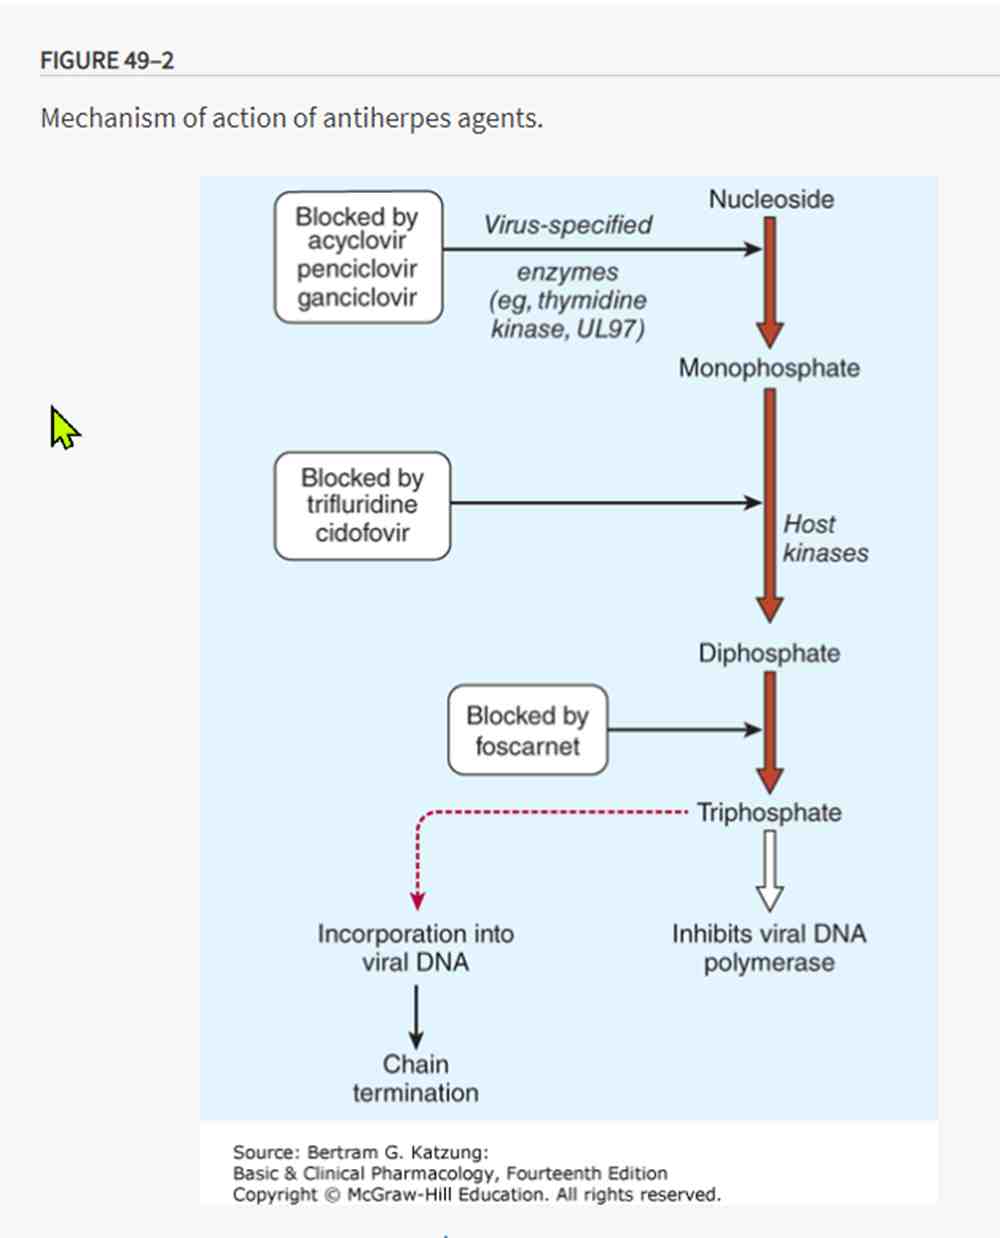 FIGURE 49–2
Mechanism of action of antiherpes agents.
Nucleoside
Blocked by
acyclovir
penciclovir
ganciclovir
Virus-specified
enzymes
(eg, thymidine
kinase, UL97)
Monophosphate
Blocked by
trifluridine
cidofovir
Host
kinases
Diphosphate
Blocked by
foscarnet
Triphosphate
Incorporation into
viral DNA
Inhibits viral DNA
polymerase
Chain
termination
Source: Bertram G. Katzung:
Basic & Clinical Pharmacology, Fourteenth Edition
Copyright © McGraw-Hill Education. All rights reserved.